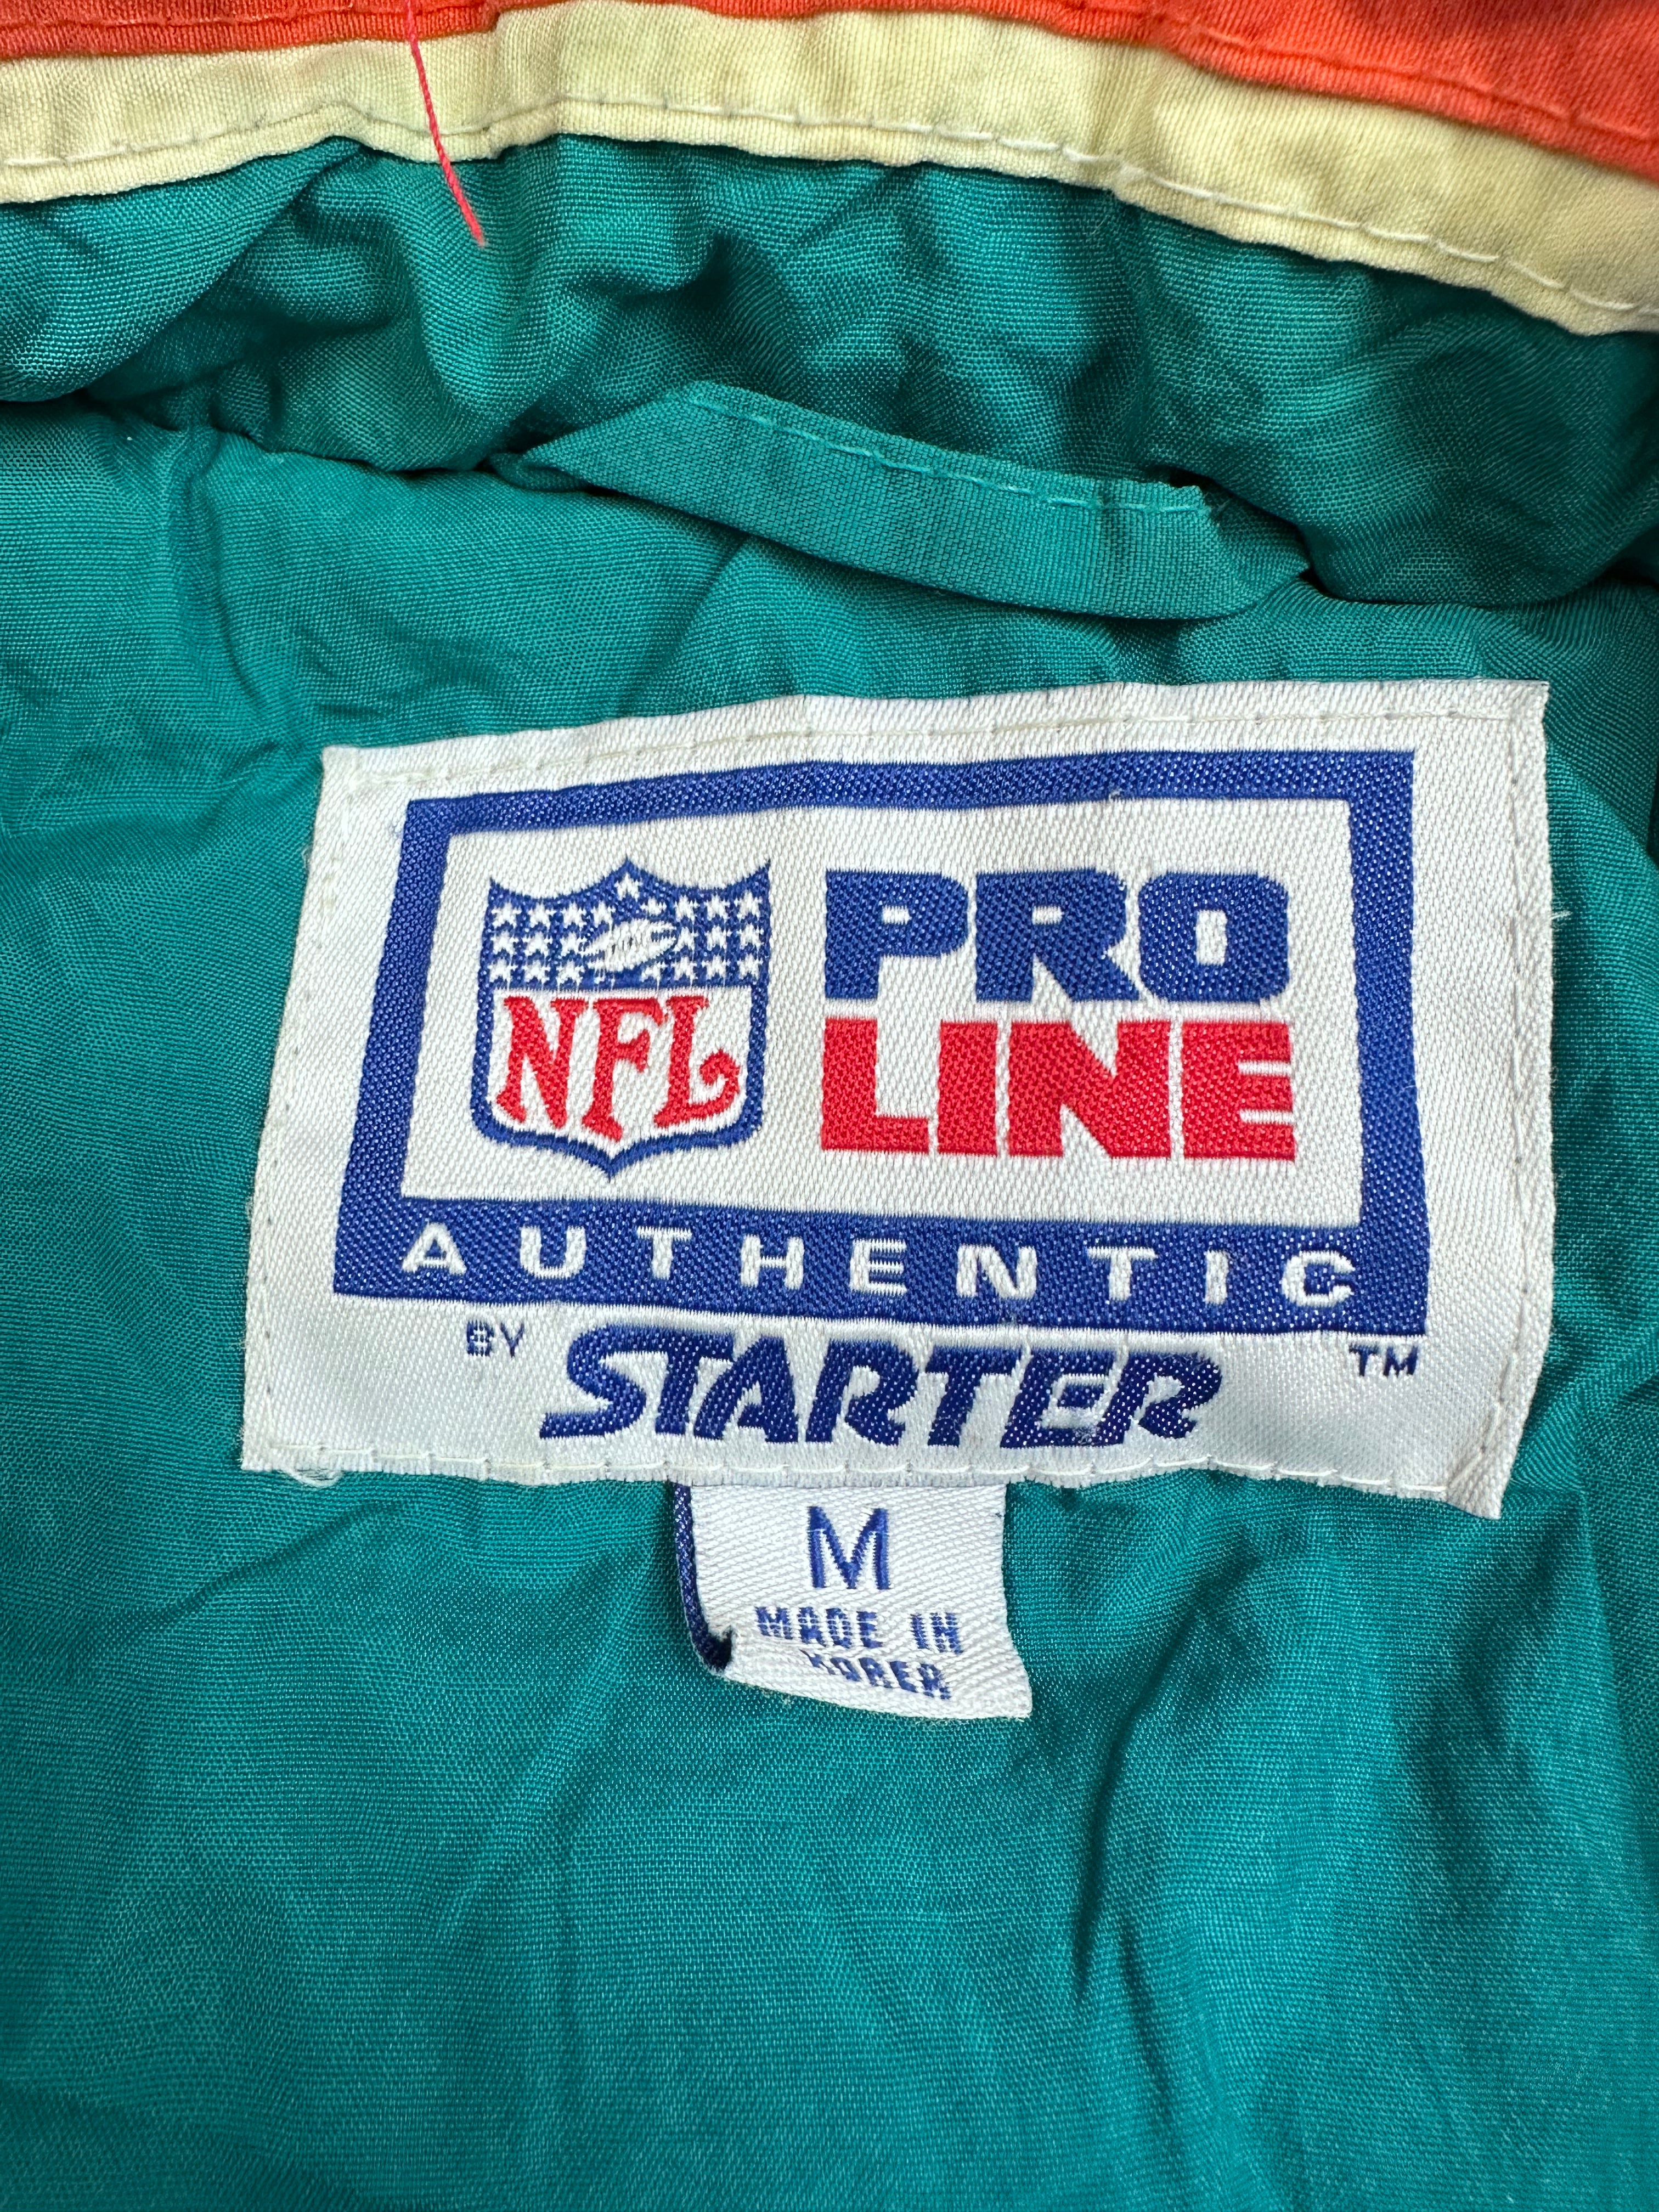 NFL
PRO
LINE
AUTHENTIC
BY STARTER TM
M
MADE IN
KOREA